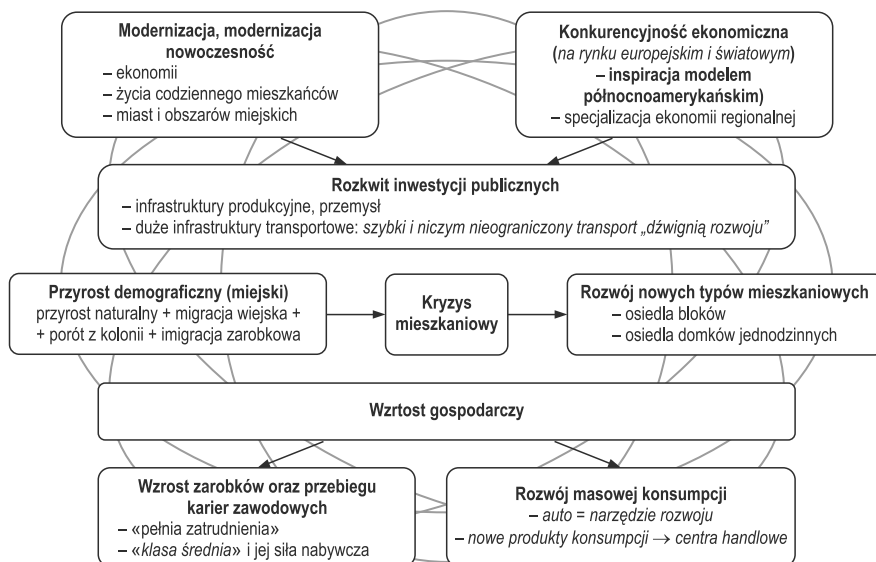 Modernizacja, modernizacja
nowoczesność
– ekonomii
– życia codziennego mieszkańców
– miast i obszarów miejskich
Konkurencyjność ekonomiczna
(na rynku europejskim i światowym)
– inspiracja modelem
północnoamerykańskim)
– specjalizacja ekonomii regionalnej
Rozkwit inwestycji publicznych
– infrastruktury produkcyjne, przemysł
– duże infrastruktury transportowe: szybki i niczym nieograniczony transport „dźwignią rozwoju”
Przyrost demograficzny (miejski)
przyrost naturalny + migracja wiejska +
+ porót z kolonii + imigracja zarobkowa
Kryzys
mieszkaniowy
Rozwój nowych typów mieszkaniowych
– osiedla bloków
– osiedla domków jednodzinnych
Wzrtost gospodarczy
Wzrost zarobków oraz przebiegu
karier zawodowych
– «pełnia zatrudnienia»
– «klasa średnia» i jej siła nabywcza
Rozwój masowej konsumpcji
– auto = narzędzie rozwoju
– nowe produkty konsumpcji → centra handlowe